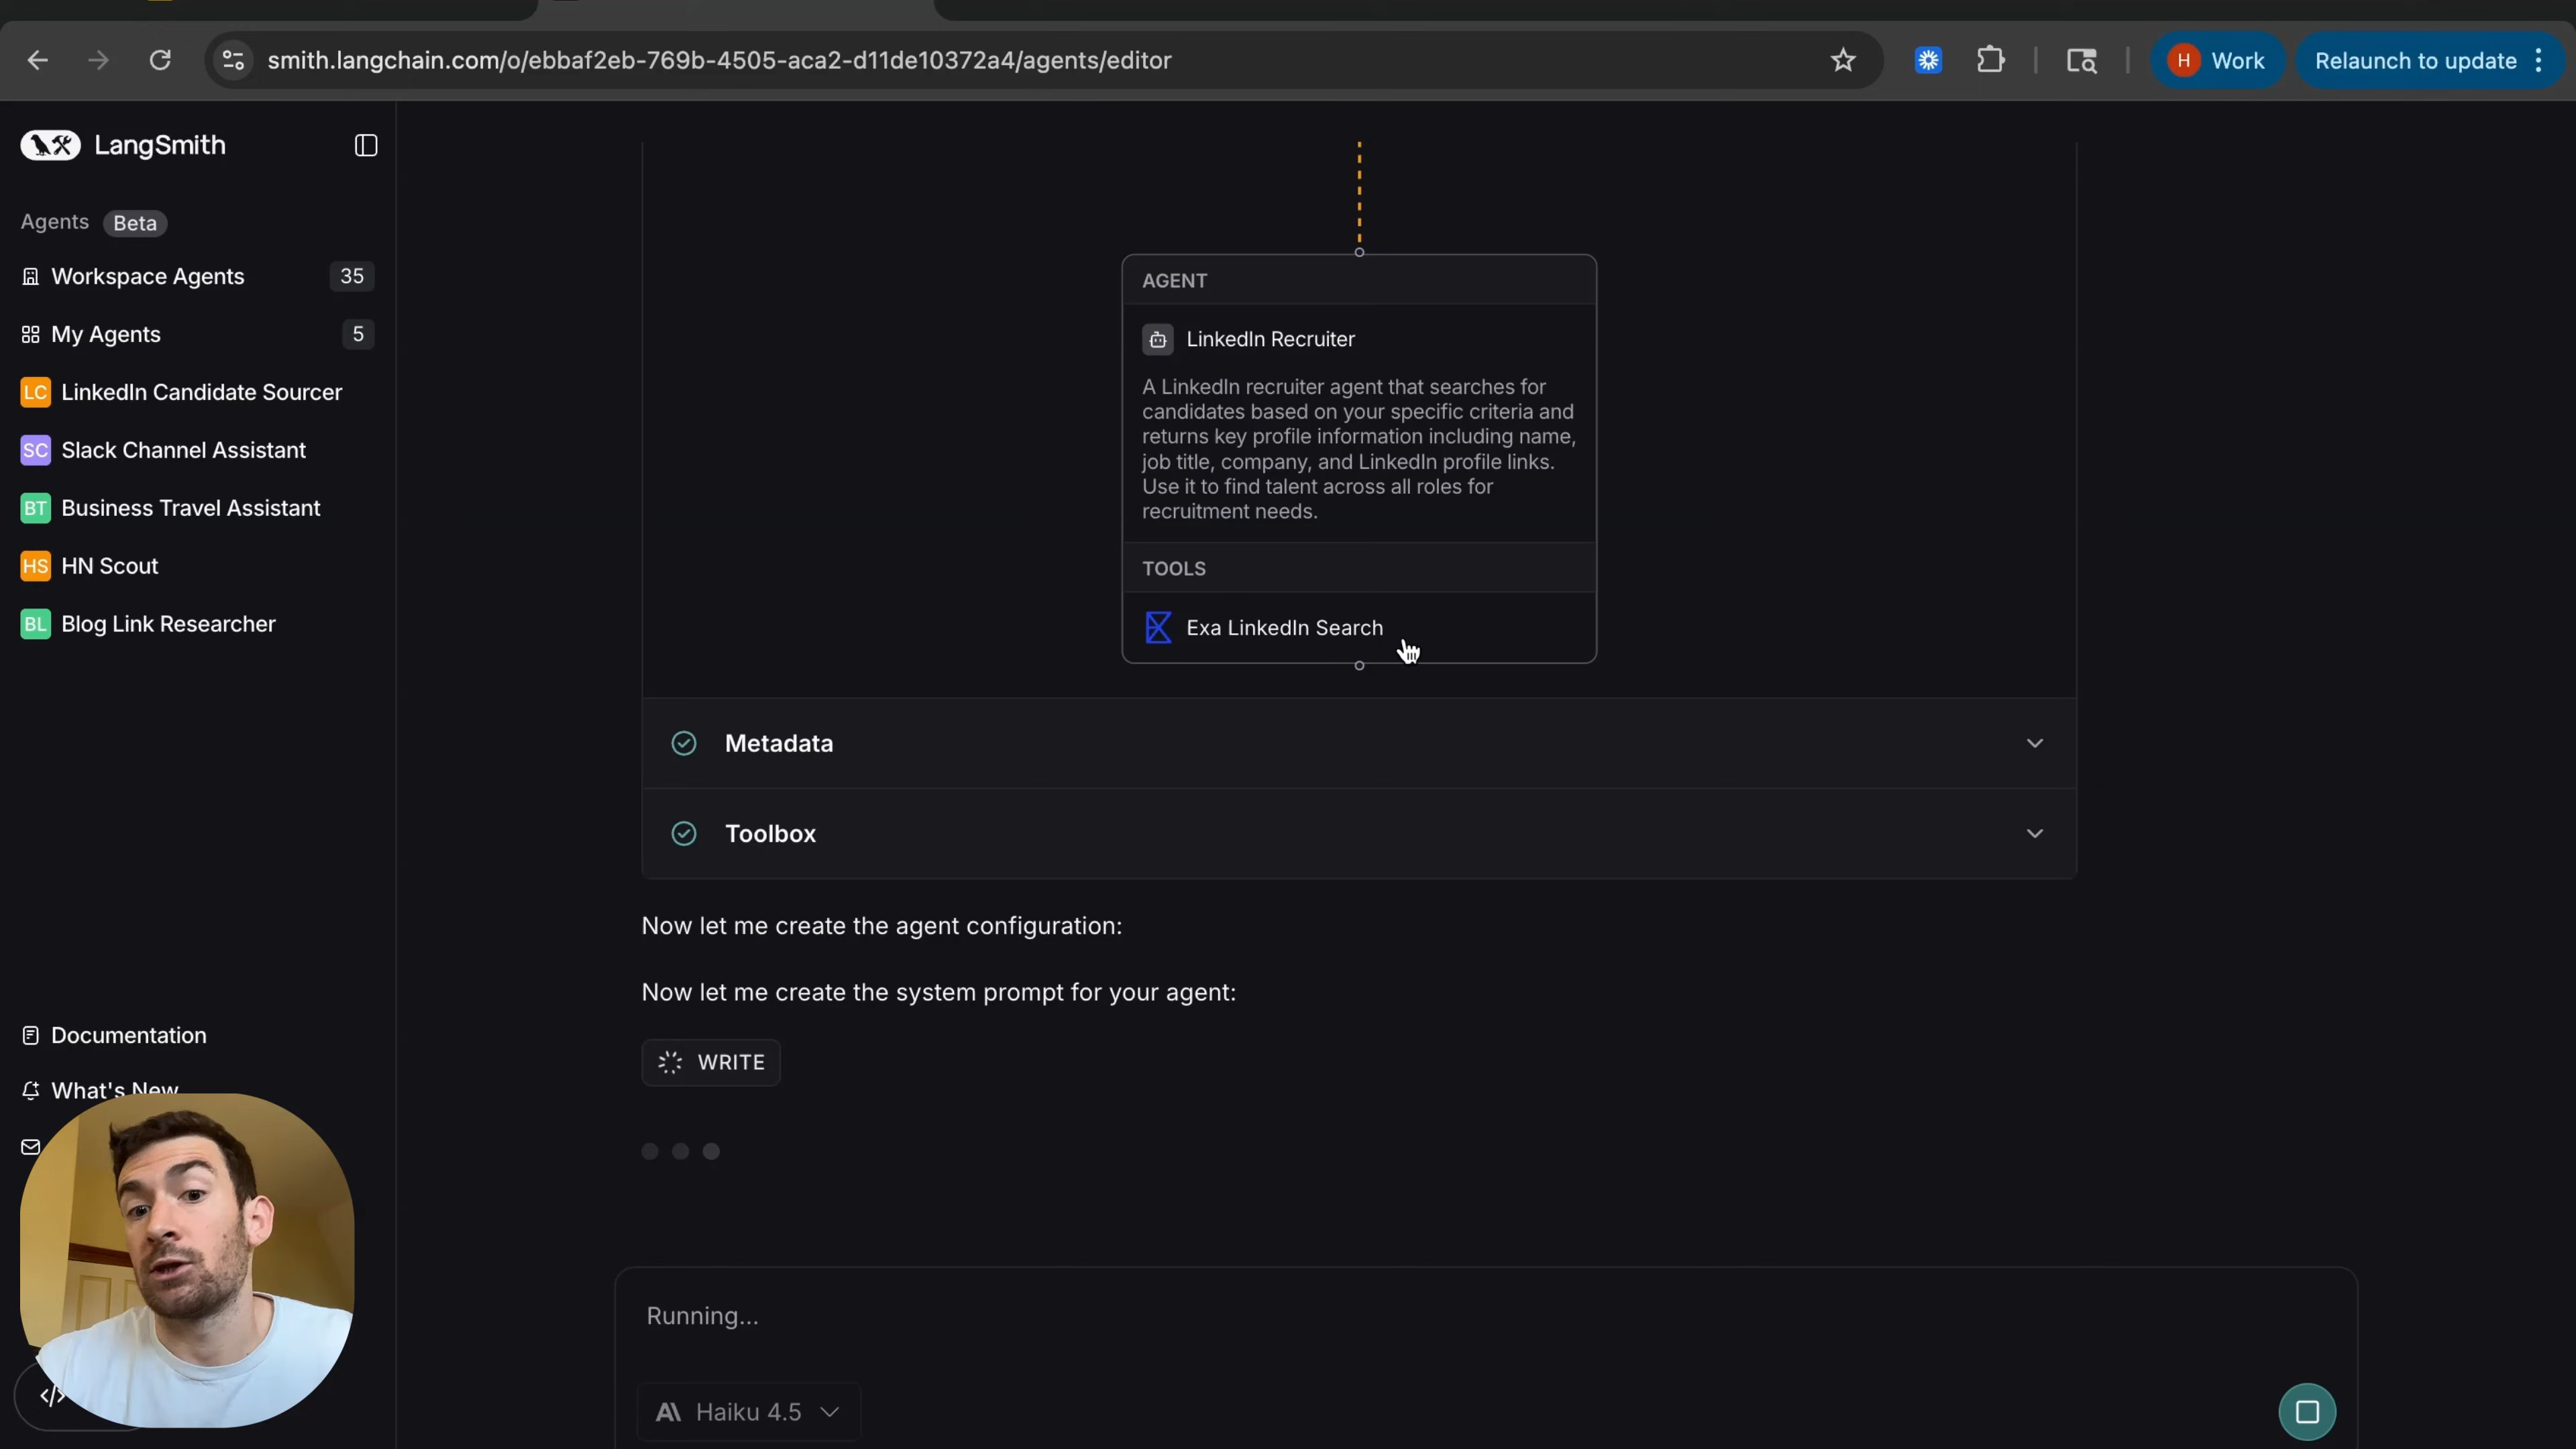 smith.langchain.com/o/ebbaf2eb-769b-4505-aca2-d11de10372a4/agents/editor
H Work
Relaunch to update
LangSmith
Agents Beta
Workspace Agents 35
My Agents 5
LC LinkedIn Candidate Sourcer
SC Slack Channel Assistant
BT Business Travel Assistant
HS HN Scout
BL Blog Link Researcher
Documentation
What's New
AGENT
LinkedIn Recruiter
A LinkedIn recruiter agent that searches for
candidates based on your specific criteria and
returns key profile information including name,
job title, company, and LinkedIn profile links.
Use it to find talent across all roles for
recruitment needs.
TOOLS
Exa LinkedIn Search
Metadata
Toolbox
Now let me create the agent configuration:
Now let me create the system prompt for your agent:
WRITE
Running...
Haiku 4.5